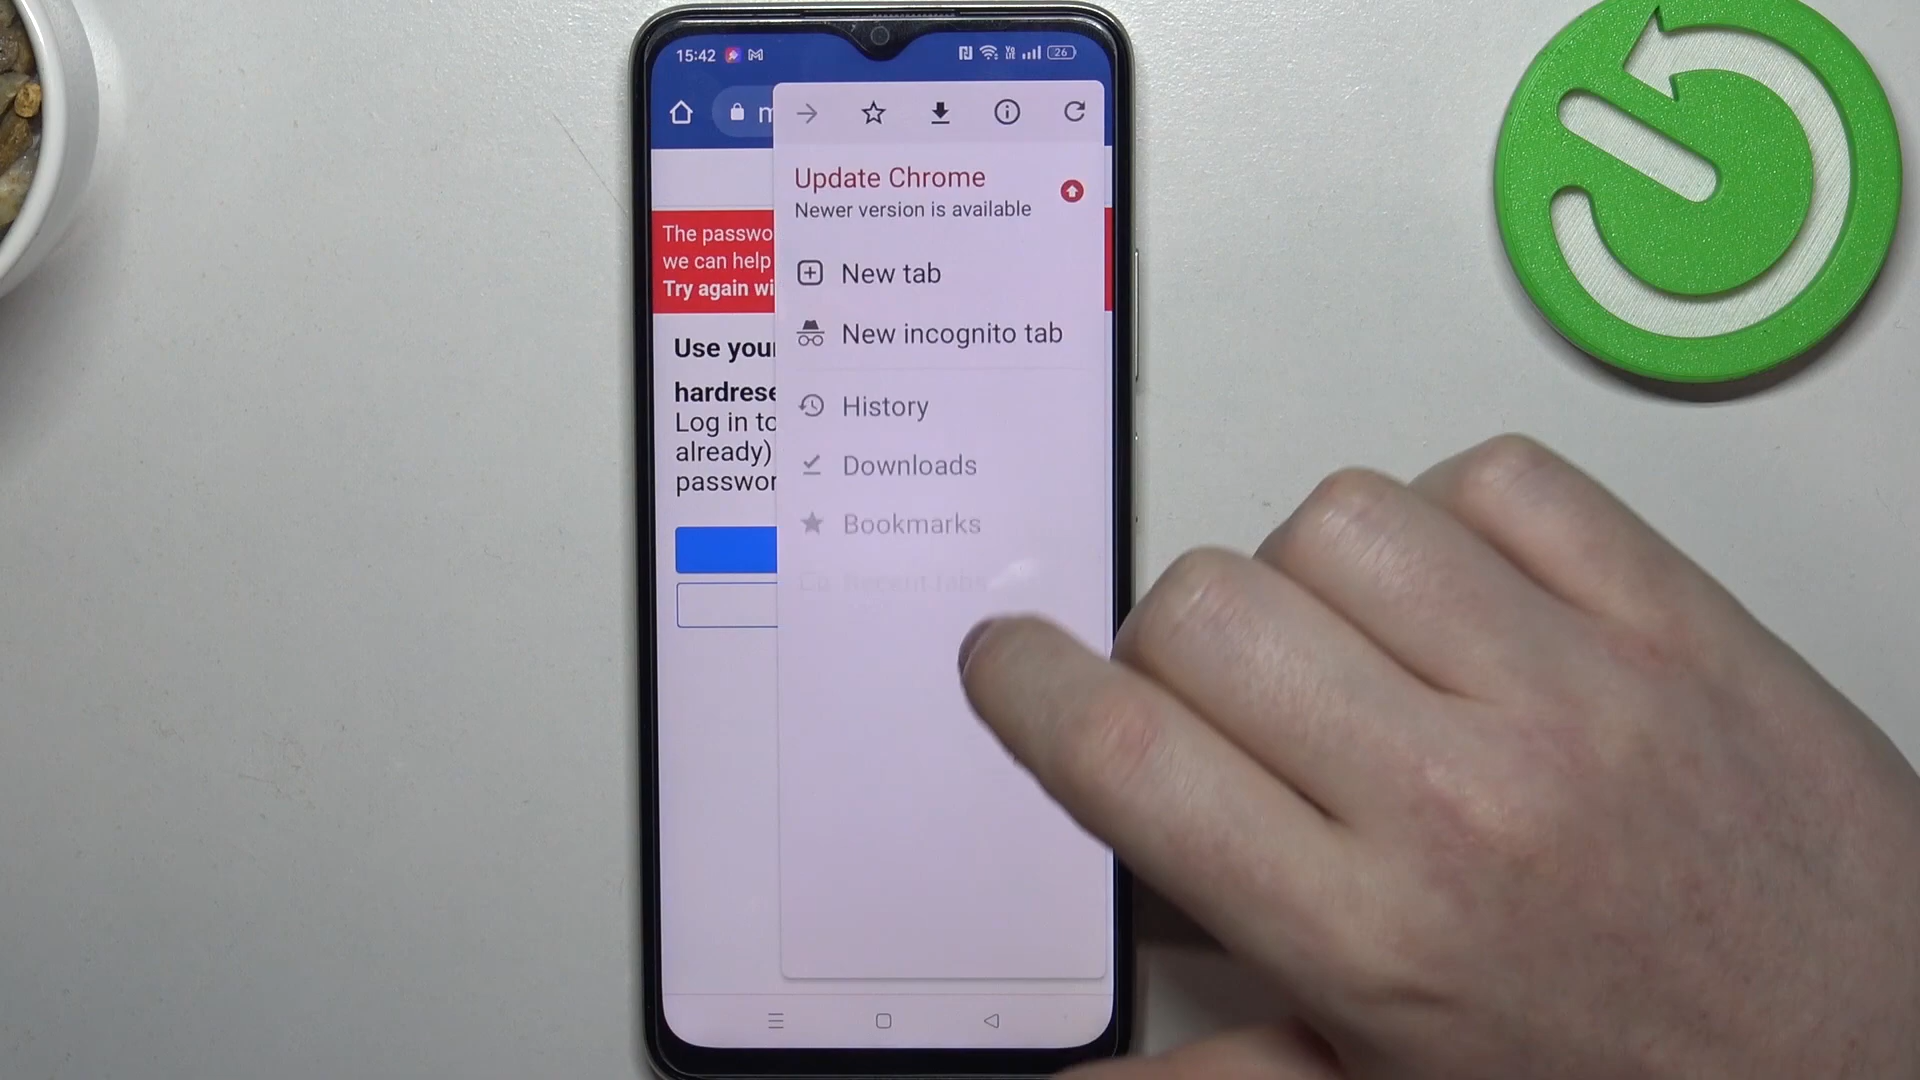 15:42
26
m
Update Chrome
Newer version is available
The passwo
we can help
Try again wi
New tab
New incognito tab
Use your
hardrese
Log in to
already)
passwor
History
Downloads
Bookmarks
Recent tabs